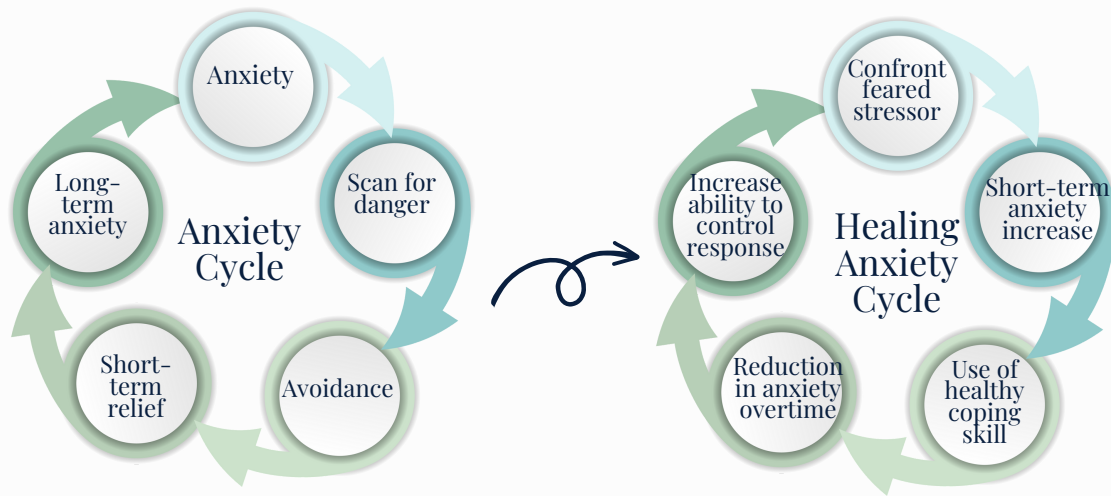 Anxiety
Scan for
danger
Avoidance
Short-
term
relief
Long-
term
anxiety
Anxiety
Cycle
Confront
feared
stressor
Short-term
anxiety
increase
Use of
healthy
coping
skill
Reduction
in anxiety
overtime
Increase
ability to
control
response
Healing
Anxiety
Cycle